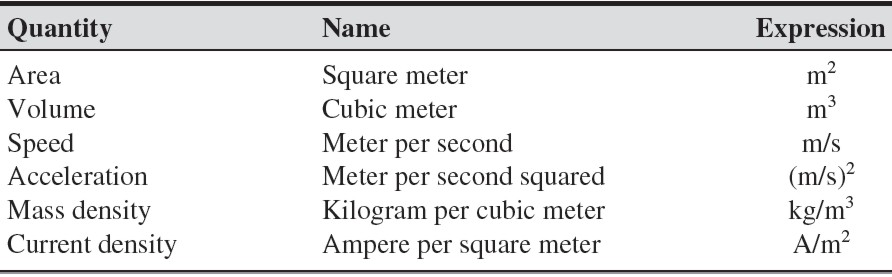 Quantity Name Expression
Area Square meter m²
Volume Cubic meter m³
Speed Meter per second m/s
Acceleration Meter per second squared (m/s)²
Mass density Kilogram per cubic meter kg/m³
Current density Ampere per square meter A/m²